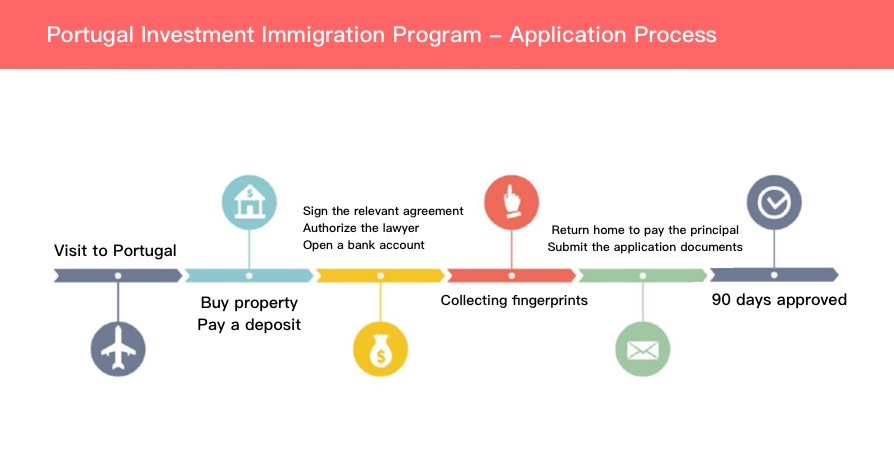 Portugal Investment Immigration Program – Application Process
Visit to Portugal
Buy property
Pay a deposit
Sign the relevant agreement
Authorize the lawyer
Open a bank account
Collecting fingerprints
Return home to pay the principal
Submit the application documents
90 days approved
$
$